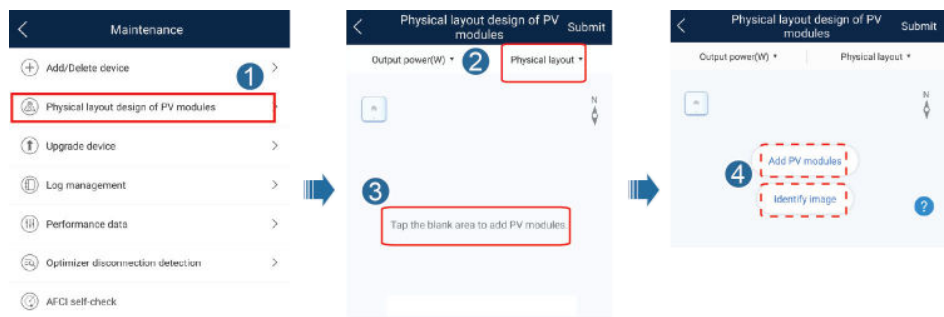 Maintenance
1
Add/Delete device
Physical layout design of PV modules
Upgrade device
Log management
Performance data
Optimizer disconnection detection
AFCI self-check
Physical layout design of PV
modules
Submit
Output power(W)
2
Physical layout
N
3
Tap the blank area to add PV modules.
Physical layout design of PV
modules
Submit
Output power(W)
Physical layout
N
4
Add PV modules
Identify image
?